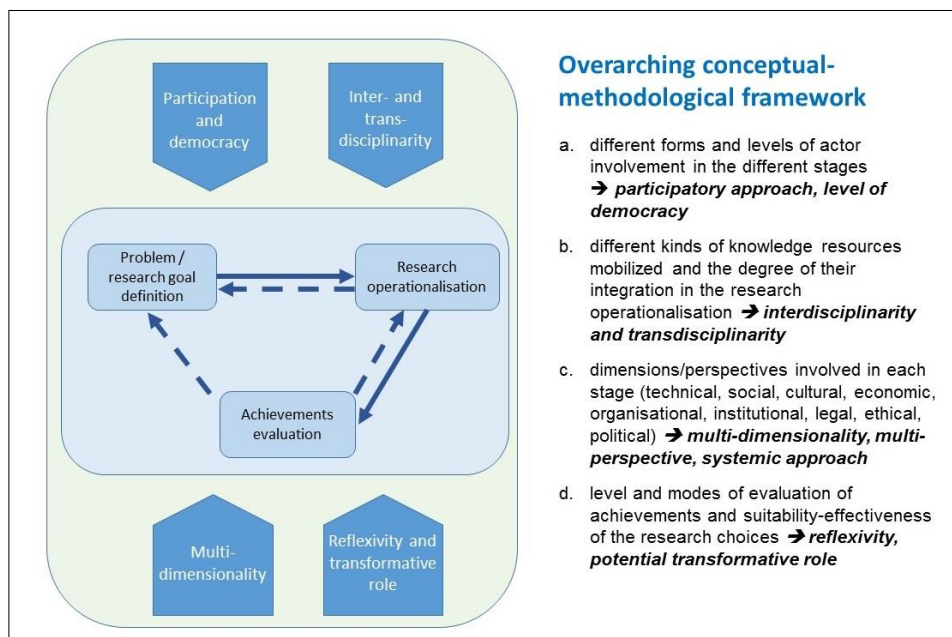 Participation
and
democracy
Inter- and
trans-
disciplinarity
Problem /
research goal
definition
Research
operationalisation
Achievements
evaluation
Multi-
dimensionality
Reflexivity and
transformative
role
Overarching conceptual-
methodological framework
a. different forms and levels of actor
involvement in the different stages
➔ participatory approach, level of
democracy
b. different kinds of knowledge resources
mobilized and the degree of their
integration in the research
operationalisation ➔ interdisciplinarity
and transdisciplinarity
c. dimensions/perspectives involved in each
stage (technical, social, cultural, economic,
organisational, institutional, legal, ethical,
political) ➔ multi-dimensionality, multi-
perspective, systemic approach
d. level and modes of evaluation of
achievements and suitability-effectiveness
of the research choices ➔ reflexivity,
potential transformative role